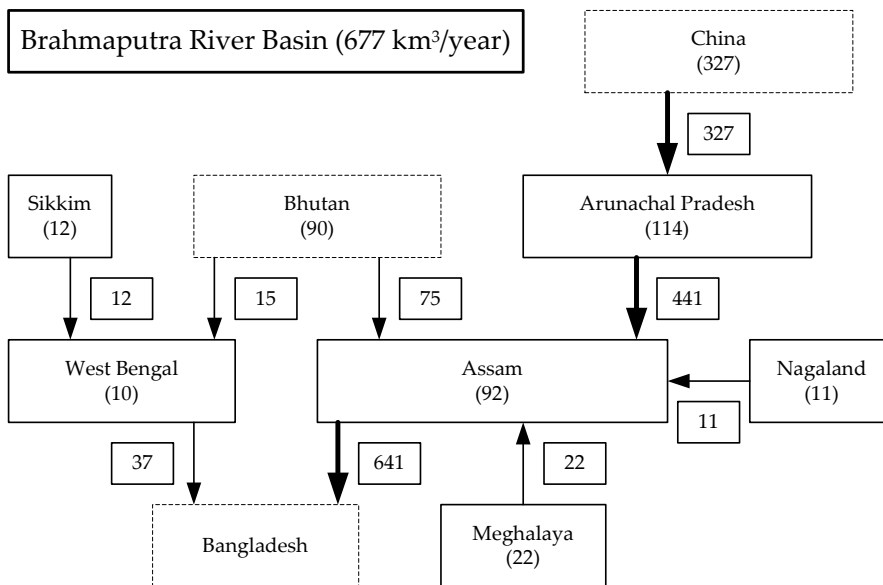 Brahmaputra River Basin (677 km³/year)
China
(327)
327
Sikkim
(12)
Bhutan
(90)
Arunachal Pradesh
(114)
12
15
75
441
West Bengal
(10)
Assam
(92)
Nagaland
(11)
11
37
641
22
Bangladesh
Meghalaya
(22)